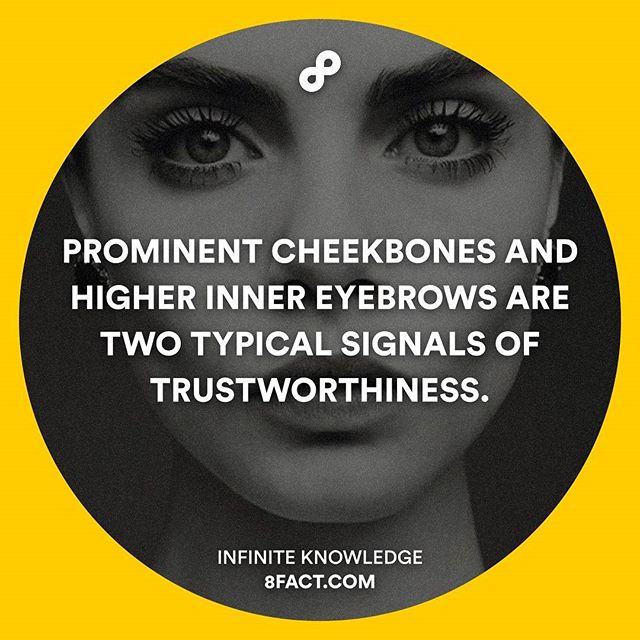 PROMINENT CHEEKBONES AND
HIGHER INNER EYEBROWS ARE
TWO TYPICAL SIGNALS OF
TRUSTWORTHINESS.
INFINITE KNOWLEDGE
8FACT.COM